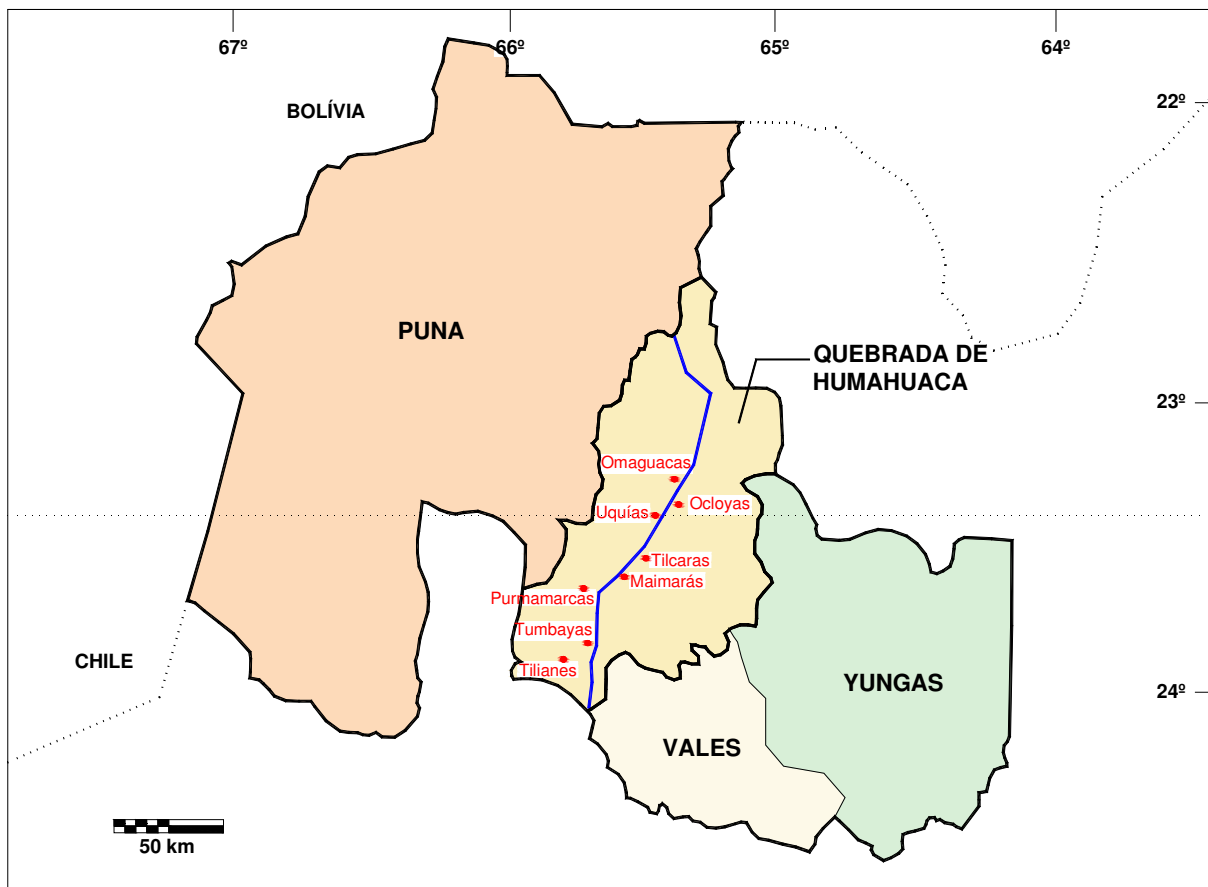 67º
66º
65º
64º
22º
BOLÍVIA
PUNA
QUEBRADA DE
HUMAHUACA
23º
Omaguacas
Ocloyas
Uquías
Tilcaras
Maimarás
Purmamarcas
Tumbayas
Tilianes
CHILE
YUNGAS
24º
VALES
50 km